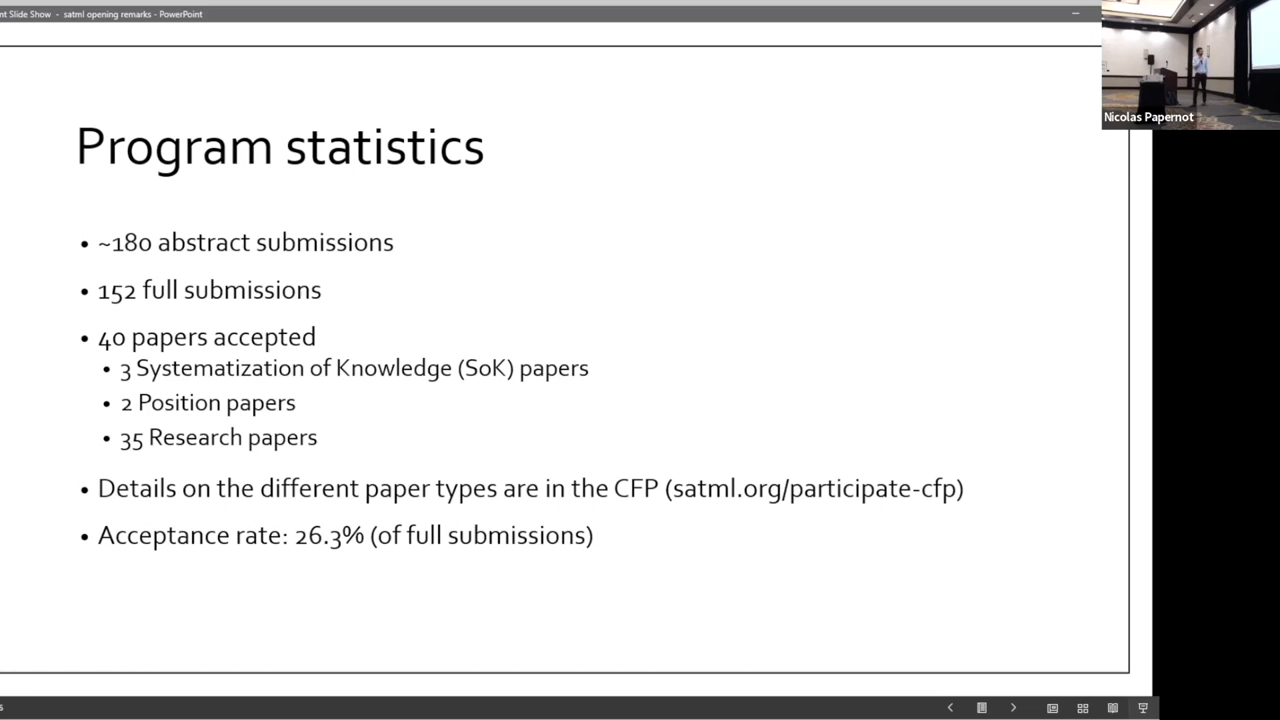 nt Slide Show - satml opening remarks - PowerPoint
Nicolas Papernot
Program statistics
• ~180 abstract submissions
• 152 full submissions
• 40 papers accepted
• 3 Systematization of Knowledge (SoK) papers
• 2 Position papers
• 35 Research papers
• Details on the different paper types are in the CFP (satml.org/participate-cfp)
• Acceptance rate: 26.3% (of full submissions)